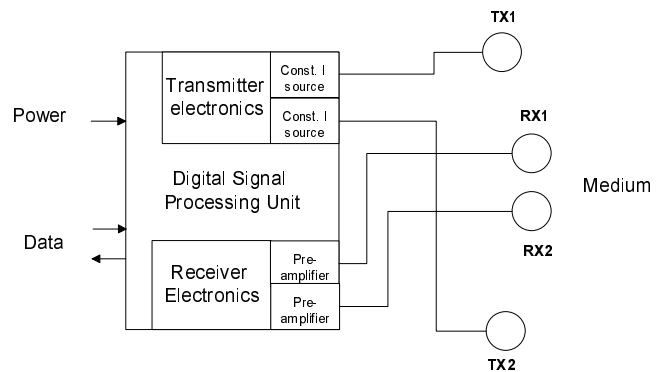 TX1
Const. I
source
Transmitter
electronics
Const. I
source
Power
RX1
Digital Signal
Processing Unit
Medium
Data
RX2
Pre-
amplifier
Receiver
Electronics
Pre-
amplifier
TX2